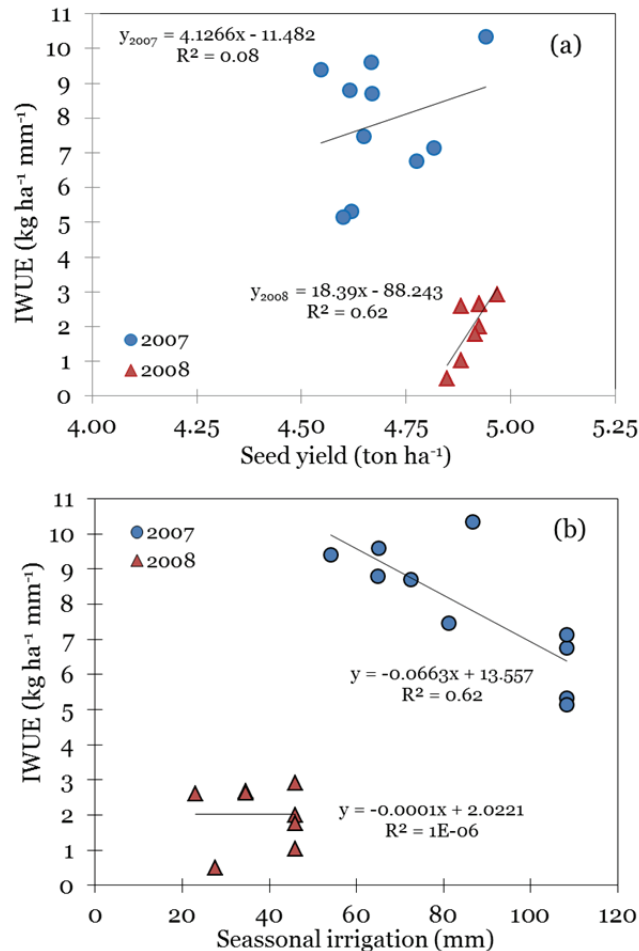 11
10
9
8
7
6
5
4
3
2
1
0
IWUE (kg ha⁻¹ mm⁻¹)
y₂₀₀₇ = 4.1266x - 11.482
R² = 0.08
(a)
y₂₀₀₈ = 18.39x - 88.243
R² = 0.62
2007
2008
4.00 4.25 4.50 4.75 5.00 5.25
Seed yield (ton ha⁻¹)
11
10
9
8
7
6
5
4
3
2
1
0
IWUE (kg ha⁻¹ mm⁻¹)
2007
2008
(b)
y = -0.0663x + 13.557
R² = 0.62
y = -0.0001x + 2.0221
R² = 1E-06
0 20 40 60 80 100 120
Seassonal irrigation (mm)